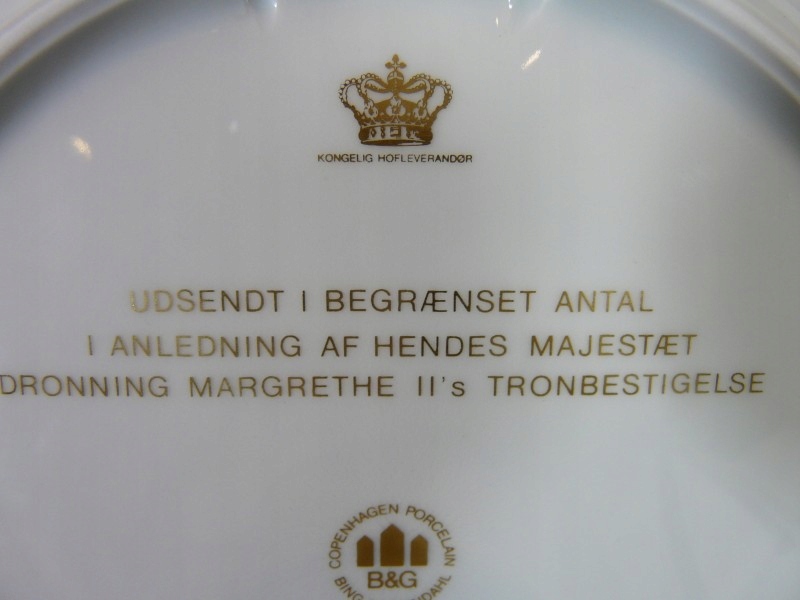 KONGELIG HOFLEVERANDØR
UDSENDT I BEGRÆNSET ANTAL
I ANLEDNING AF HENDES MAJESTÆT
DRONNING MARGRETHE II's TRONBESTIGELSE
COPENHAGEN PORCELAIN
B&G